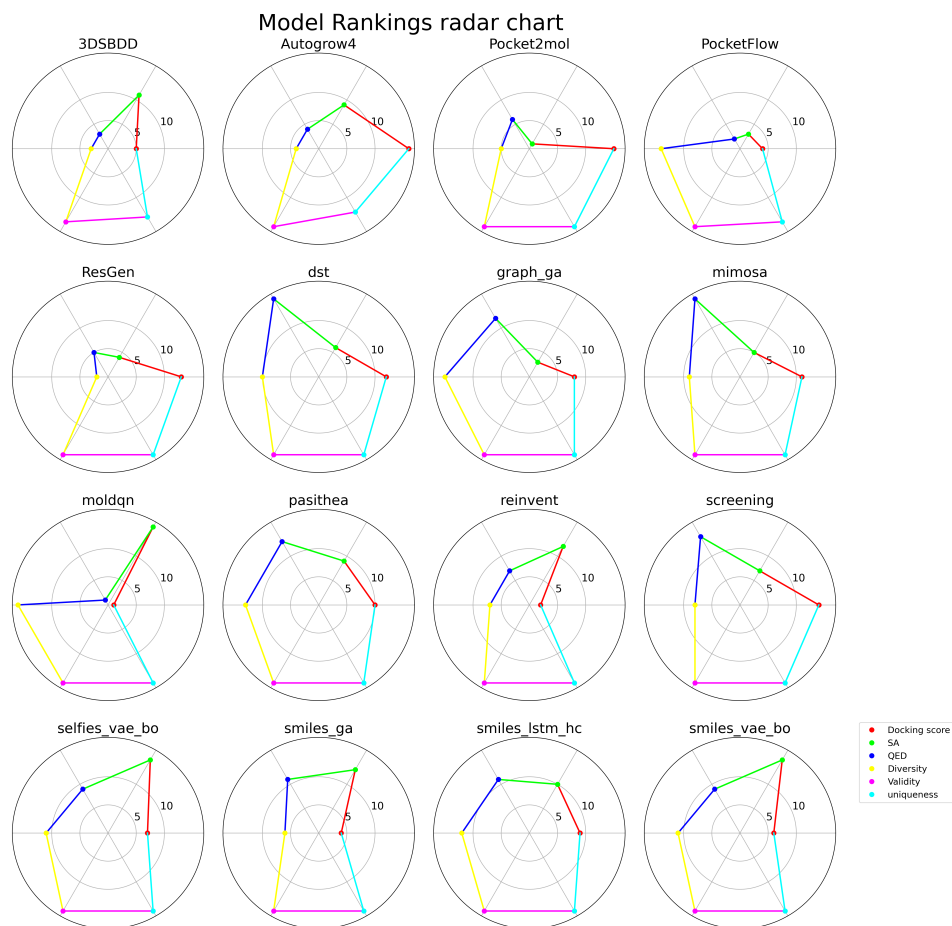 Model Rankings radar chart
3DSBDD
Autogrow4
Pocket2mol
PocketFlow
10
5
10
5
10
5
10
5
ResGen
dst
graph_ga
mimosa
10
5
10
5
10
5
10
5
moldqn
pasithea
reinvent
screening
10
5
10
5
10
5
10
5
selfies_vae_bo
smiles_ga
smiles_lstm_hc
smiles_vae_bo
10
5
10
5
10
5
10
5
Docking score
SA
QED
Diversity
Validity
uniqueness